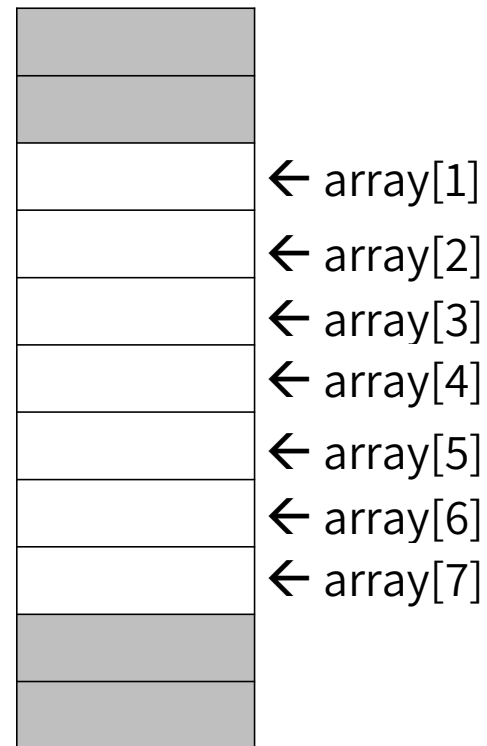 ← array[1]
← array[2]
← array[3]
← array[4]
← array[5]
← array[6]
← array[7]